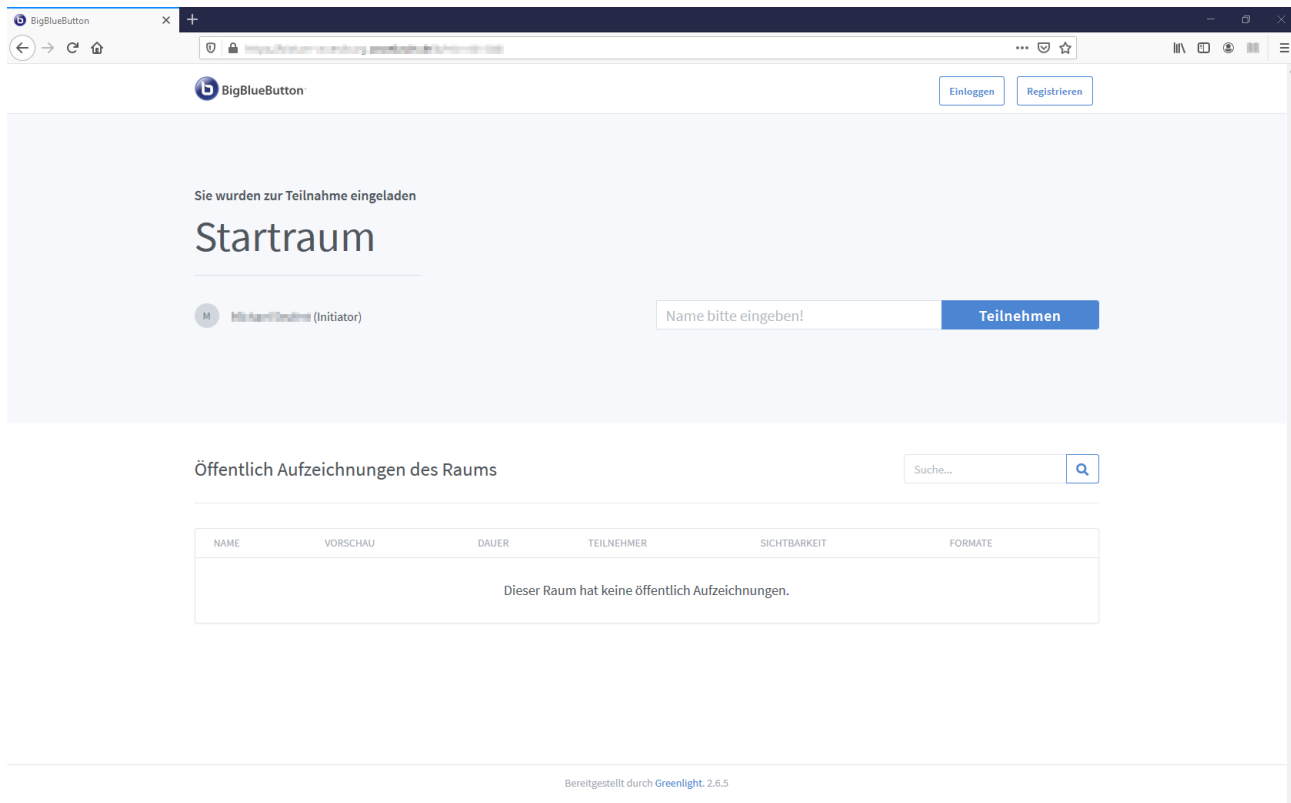 BigBlueButton
BigBlueButton
Einloggen
Registrieren
Sie wurden zur Teilnahme eingeladen
Startraum
M
(Initiator)
Name bitte eingeben!
Teilnehmen
Öffentlich Aufzeichnungen des Raums
Suche...
NAME VORSCHAU DAUER TEILNEHMER SICHTBARKEIT FORMATE
Dieser Raum hat keine öffentlich Aufzeichnungen.
Bereitgestellt durch Greenlight. 2.6.5